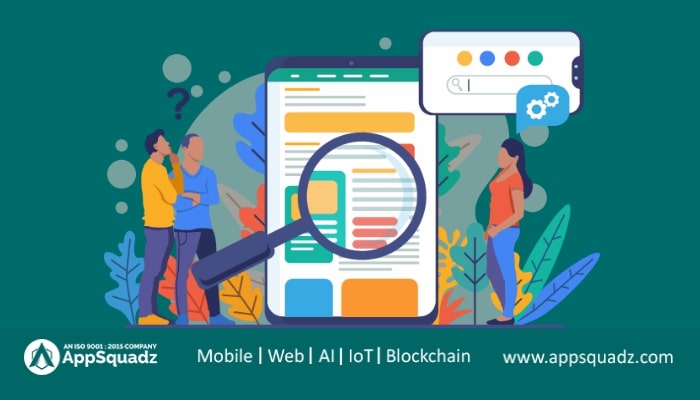 ?
AN ISO 9001 : 2015 COMPANY
AppSquadz
Mobile | Web | AI | IoT | Blockchain
www.appsquadz.com